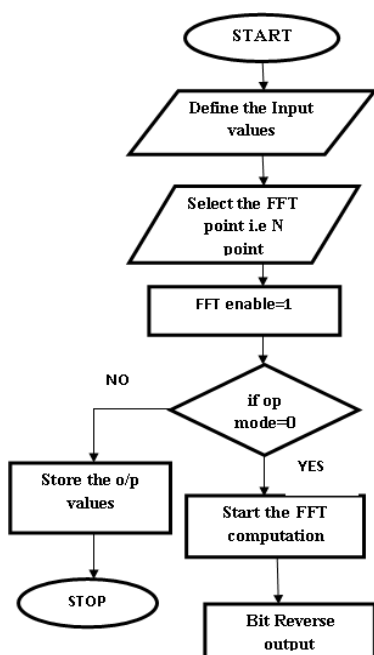 START
Define the Input
values
Select the FFT
point i.e N
point
FFT enable=1
NO
if op
mode=0
YES
Store the o/p
values
Start the FFT
computation
STOP
Bit Reverse
output